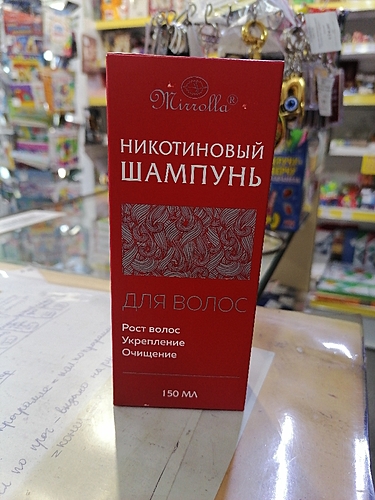 Mirrolla®
НИКОТИНОВЫЙ
ШАМПУНЬ
ДЛЯ ВОЛОС
Рост волос
Укрепление
Очищение
150 МЛ